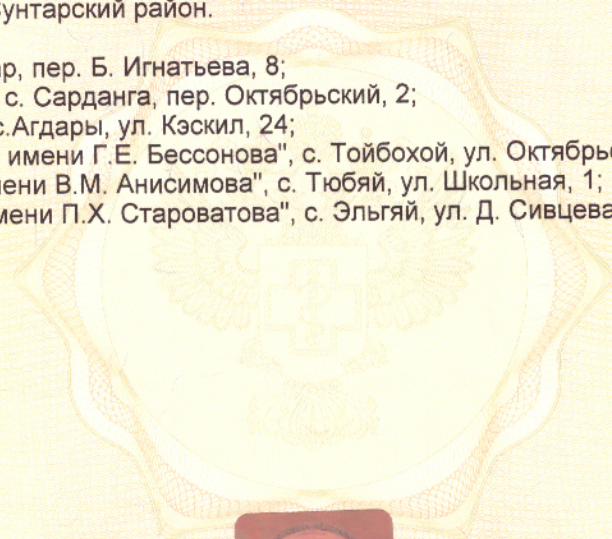 унтарский район.
р, пер. Б. Игнатьева, 8;
с. Сарданга, пер. Октябрьский, 2;
с.Агдары, ул. Кэскил, 24;
имени Г.Е. Бессонова", с. Тойбохой, ул. Октябрь
ени В.М. Анисимова", с. Тюбяй, ул. Школьная, 1;
мени П.Х. Староватова", с. Эльгяй, ул. Д. Сивцева